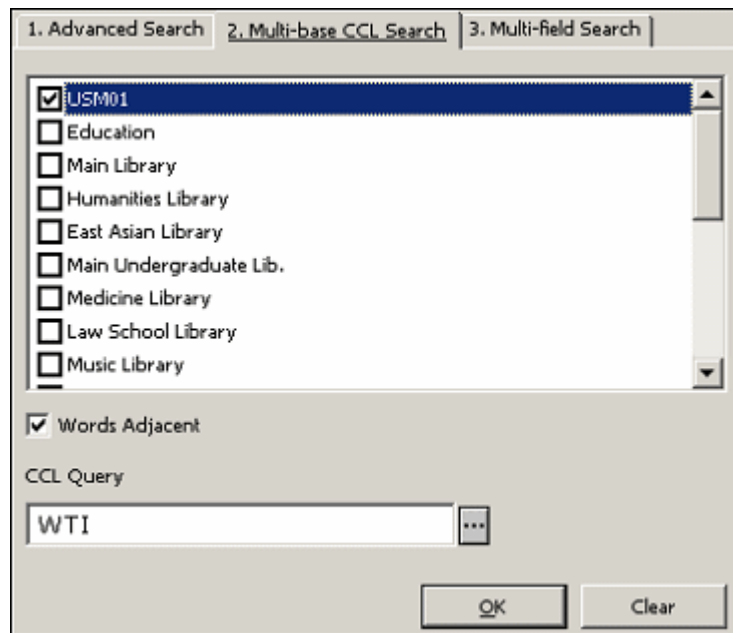 1. Advanced Search 2. Multi-base CCL Search 3. Multi-field Search
USM01
Education
Main Library
Humanities Library
East Asian Library
Main Undergraduate Lib.
Medicine Library
Law School Library
Music Library
Words Adjacent
CCL Query
WTI ...
OK Clear